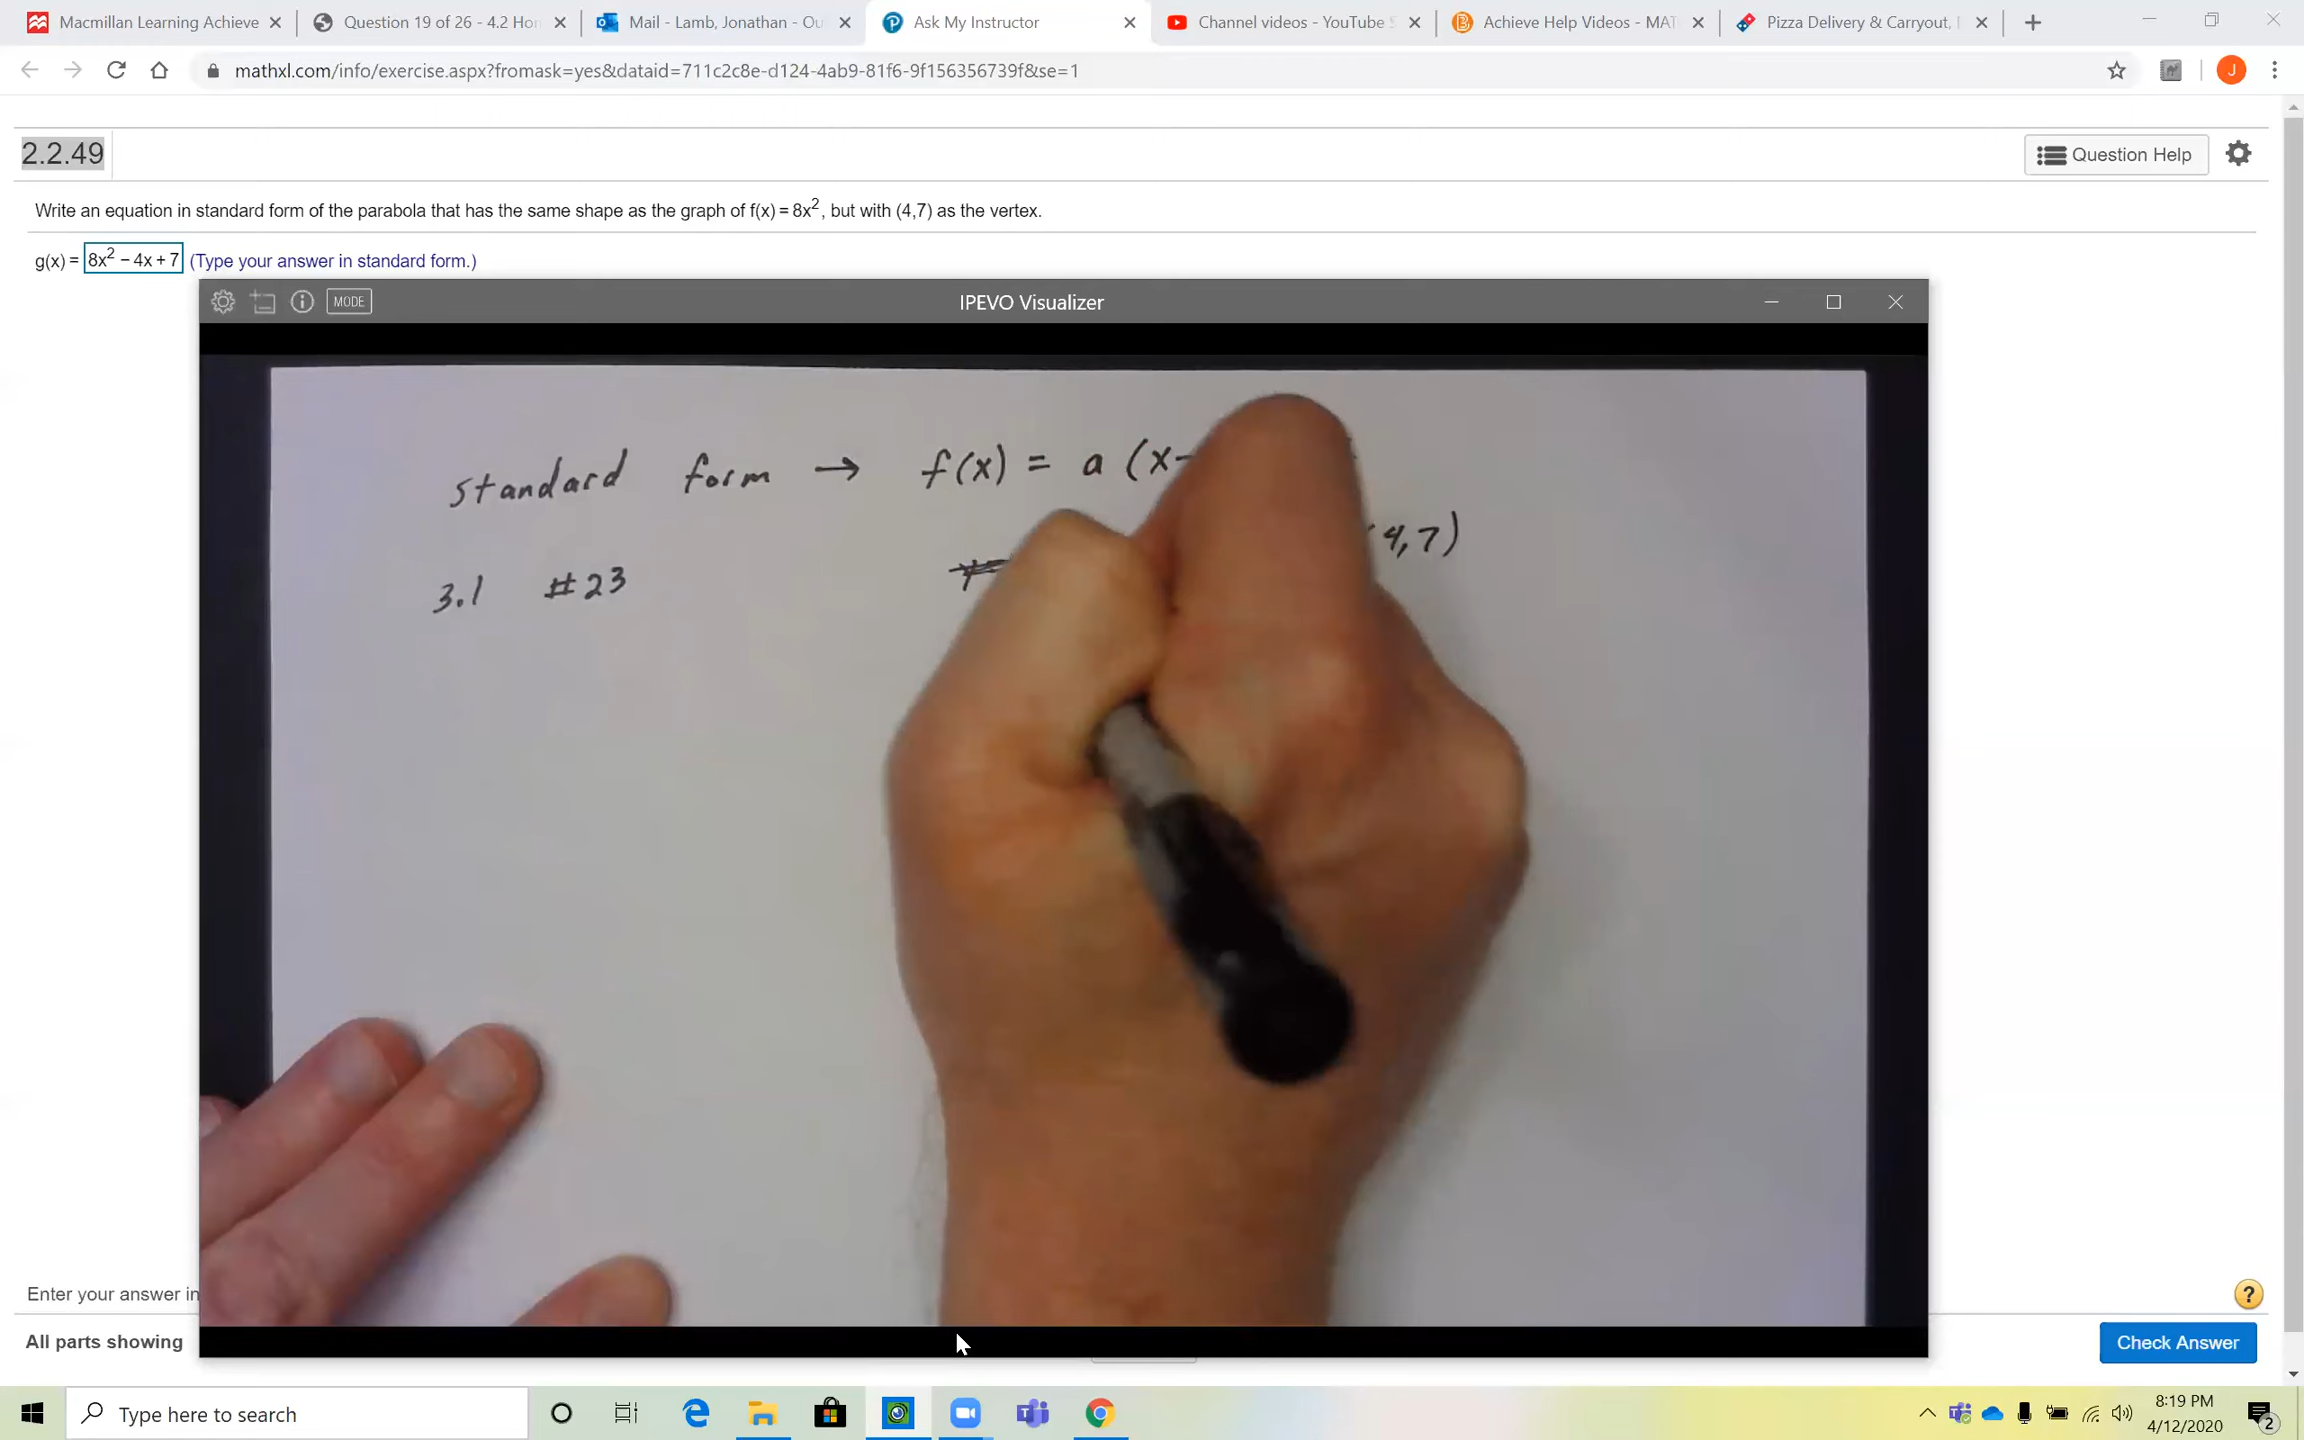 Macmillan Learning Achieve
Question 19 of 26 - 4.2 Hon
Mail - Lamb, Jonathan - Ou
Ask My Instructor
Channel videos - YouTube S
Achieve Help Videos - MAT
Pizza Delivery & Carryout,
mathxl.com/info/exercise.aspx?fromask=yes&dataid=711c2c8e-d124-4ab9-81f6-9f156356739f&se=1
J
2.2.49
Question Help
Write an equation in standard form of the parabola that has the same shape as the graph of f(x) = 8x², but with (4,7) as the vertex.
g(x) = 8x² − 4x + 7 (Type your answer in standard form.)
MODE
IPEVO Visualizer
standard form → f(x) = a (x-
4,7)
3.1 #23
Enter your answer in
?
All parts showing
Check Answer
Type here to search
8:19 PM
4/12/2020
2